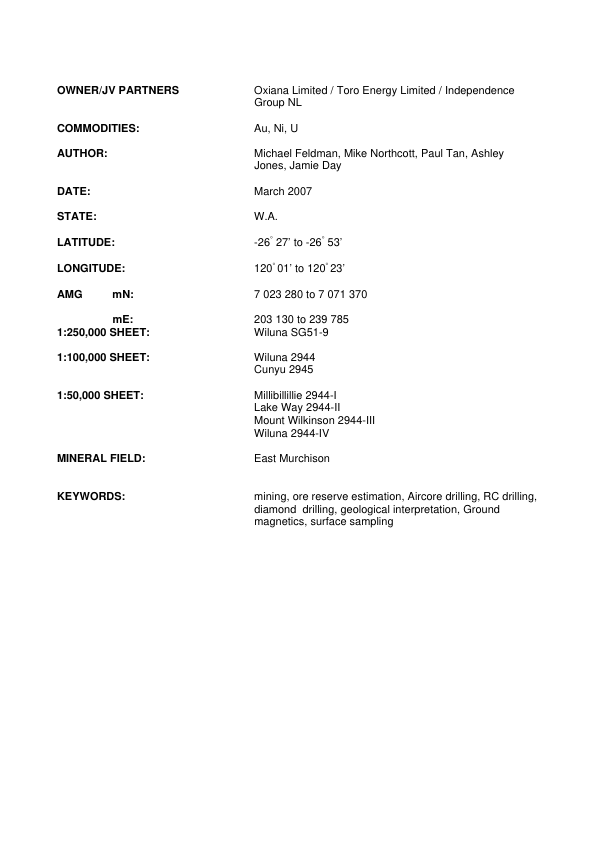 OWNER/JV PARTNERS Oxiana Limited / Toro Energy Limited / Independence
Group NL
COMMODITIES: Au, Ni, U
AUTHOR: Michael Feldman, Mike Northcott, Paul Tan, Ashley
Jones, Jamie Day
DATE: March 2007
STATE: W.A.
LATITUDE: -26° 27’ to -26° 53’
LONGITUDE: 120° 01’ to 120° 23’
AMG mN: 7 023 280 to 7 071 370
mE: 203 130 to 239 785
1:250,000 SHEET: Wiluna SG51-9
1:100,000 SHEET: Wiluna 2944
Cunyu 2945
1:50,000 SHEET: Millibillillie 2944-I
Lake Way 2944-II
Mount Wilkinson 2944-III
Wiluna 2944-IV
MINERAL FIELD: East Murchison
KEYWORDS: mining, ore reserve estimation, Aircore drilling, RC drilling,
diamond drilling, geological interpretation, Ground
magnetics, surface sampling